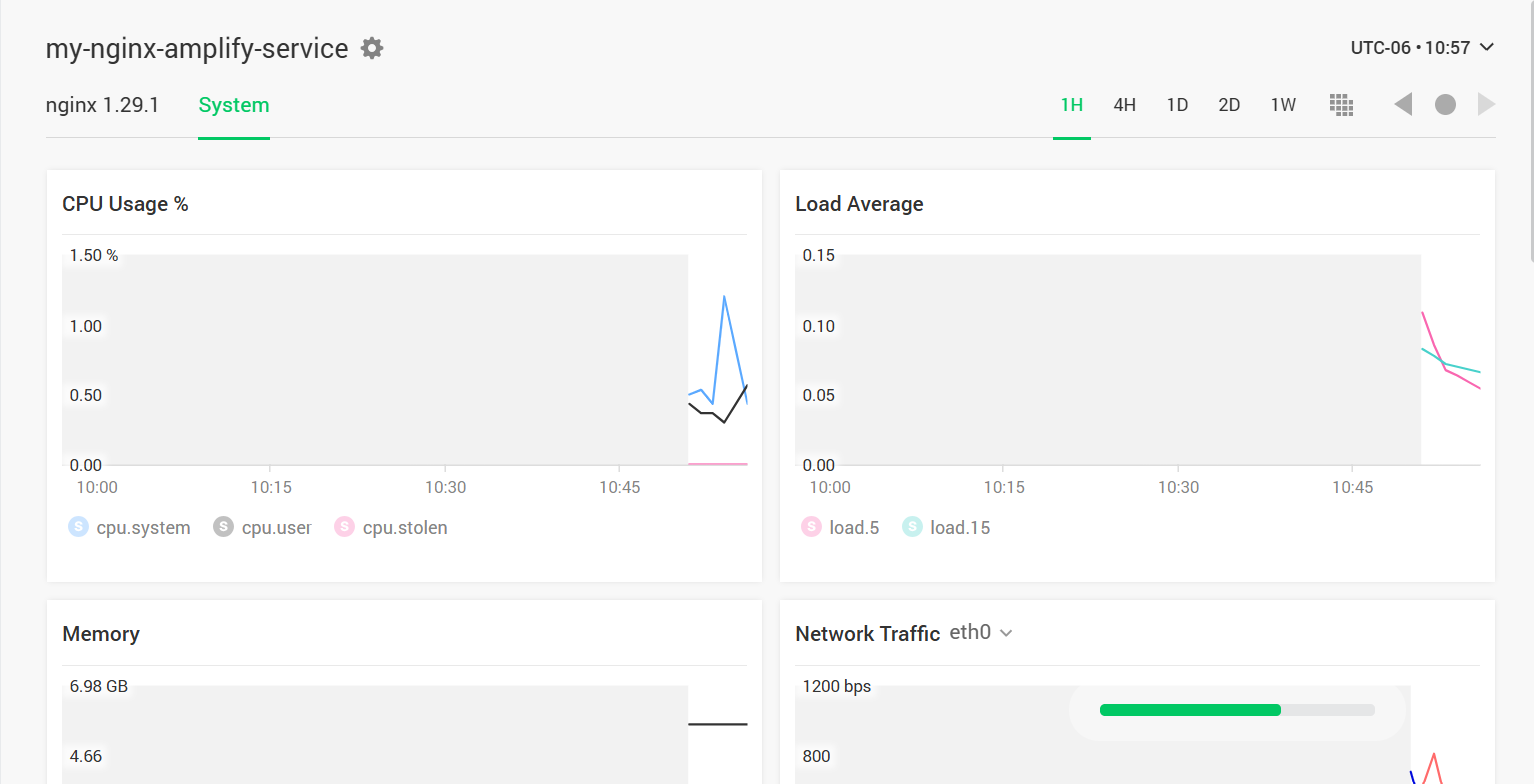 my-nginx-amplify-service
UTC-06 • 10:57
nginx 1.29.1 System
1H 4H 1D 2D 1W
CPU Usage %
1.50 %
1.00
0.50
0.00
10:00 10:15 10:30 10:45
S cpu.system S cpu.user S cpu.stolen
Load Average
0.15
0.10
0.05
0.00
10:00 10:15 10:30 10:45
S load.5 S load.15
Memory
6.98 GB
4.66
Network Traffic eth0
1200 bps
800